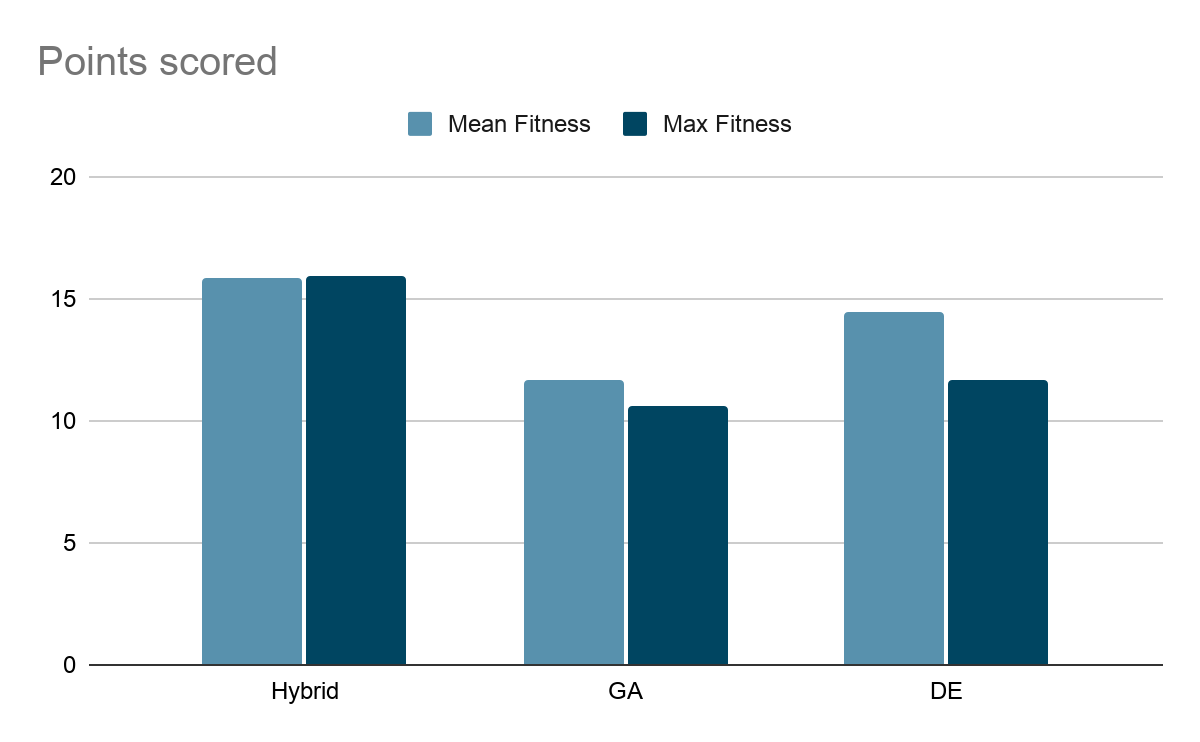 Points scored
Mean Fitness
Max Fitness
20
15
10
5
0
Hybrid
GA
DE